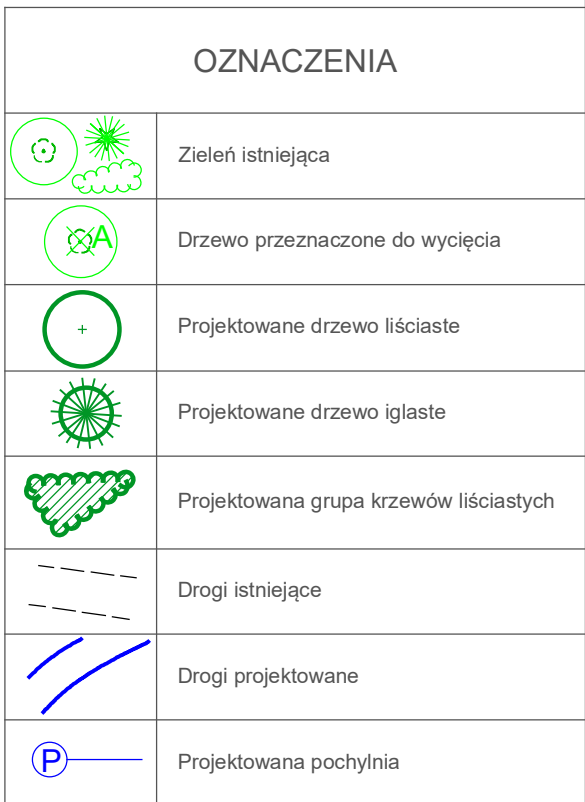 OZNACZENIA
Zieleń istniejąca
A
Drzewo przeznaczone do wycięcia
Projektowane drzewo liściaste
Projektowane drzewo iglaste
Projektowana grupa krzewów liściastych
Drogi istniejące
Drogi projektowane
P
Projektowana pochylnia